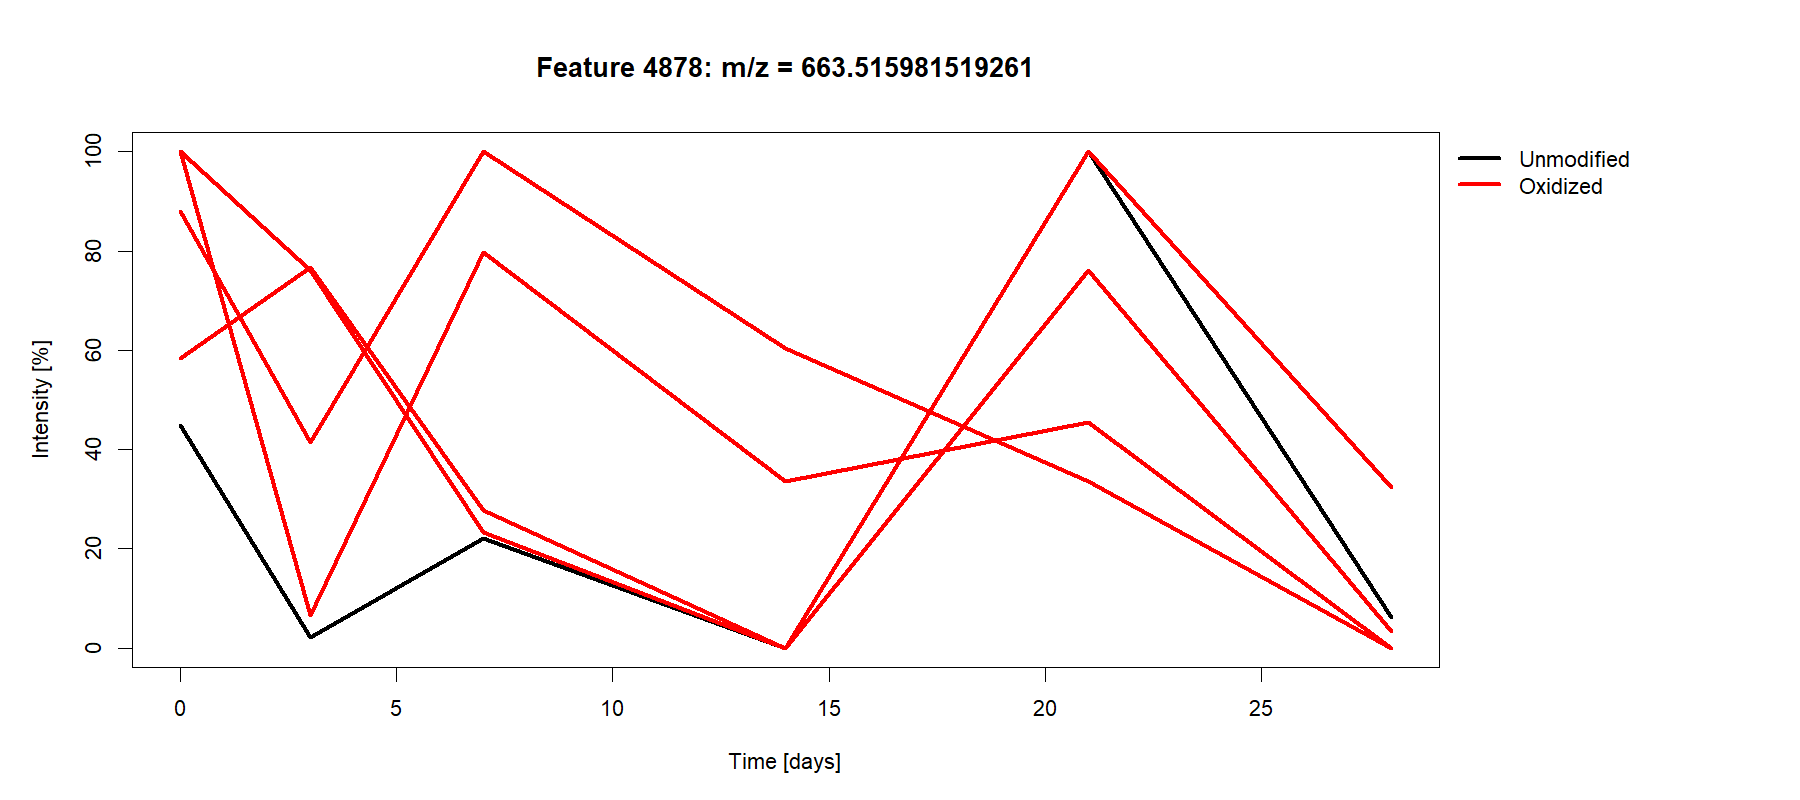 Feature 4878: m/z = 663.515981519261
Unmodified
Oxidized
Intensity [%]
100
80
60
40
20
0
0 5 10 15 20 25
Time [days]